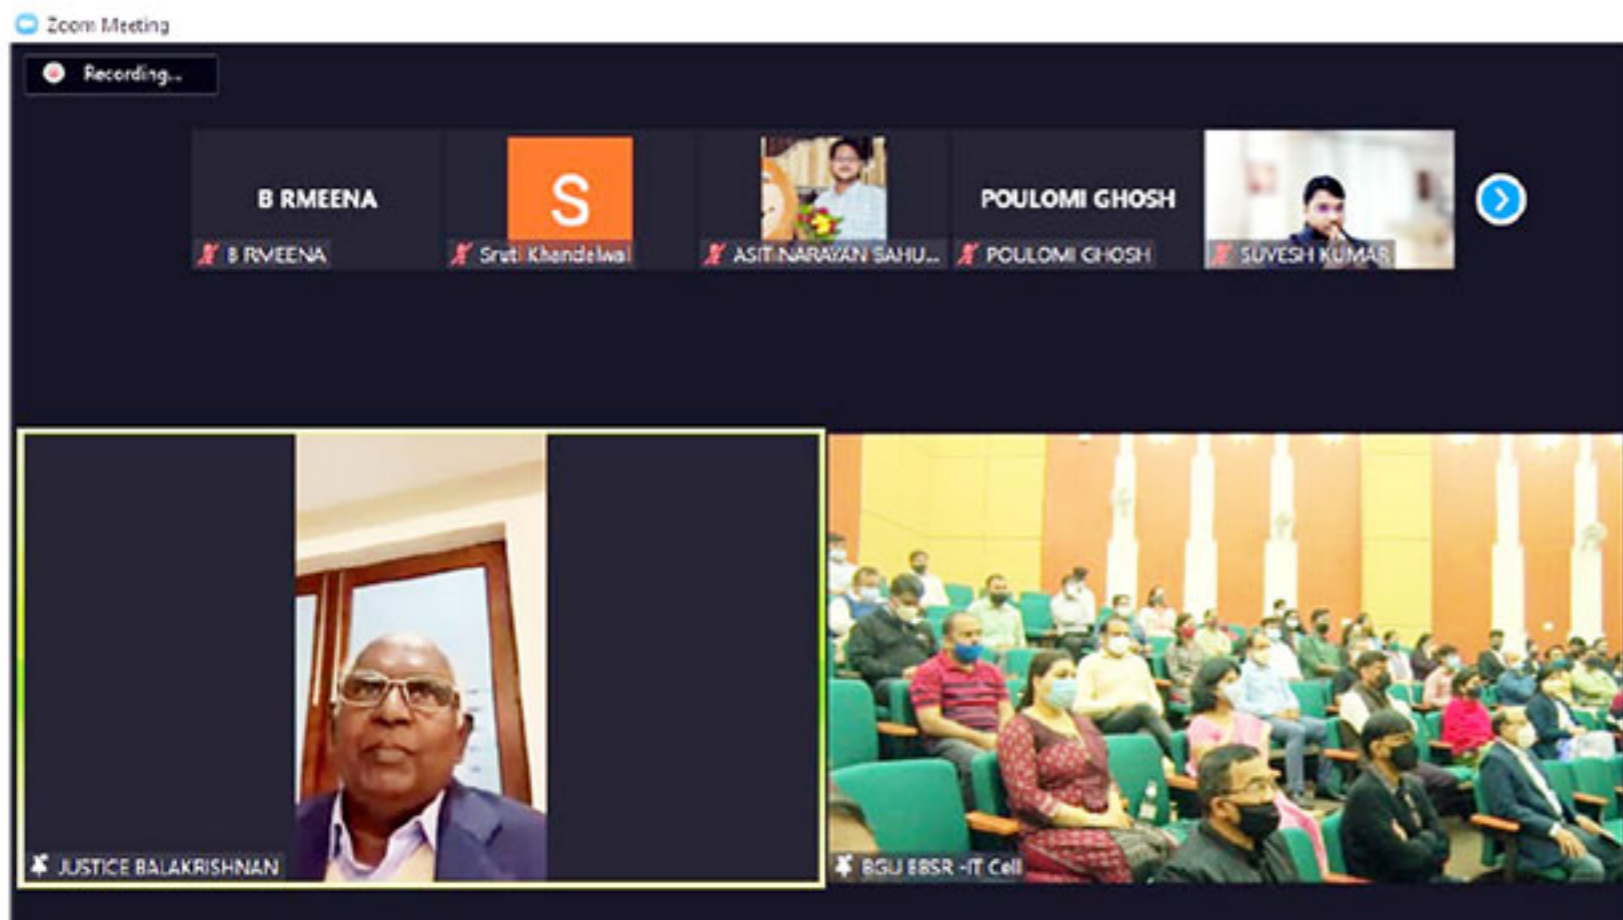 Zoom Meeting
Recording...
B RMEENA
S
POULOMI GHOSH
B RMEENA
Sruti Khandelwal
ASIT NARAYAN SAHU...
POULOMI GHOSH
SUVESH KUMAR
JUSTICE BALAKRISHNAN
BGU BBSR -IT Cell